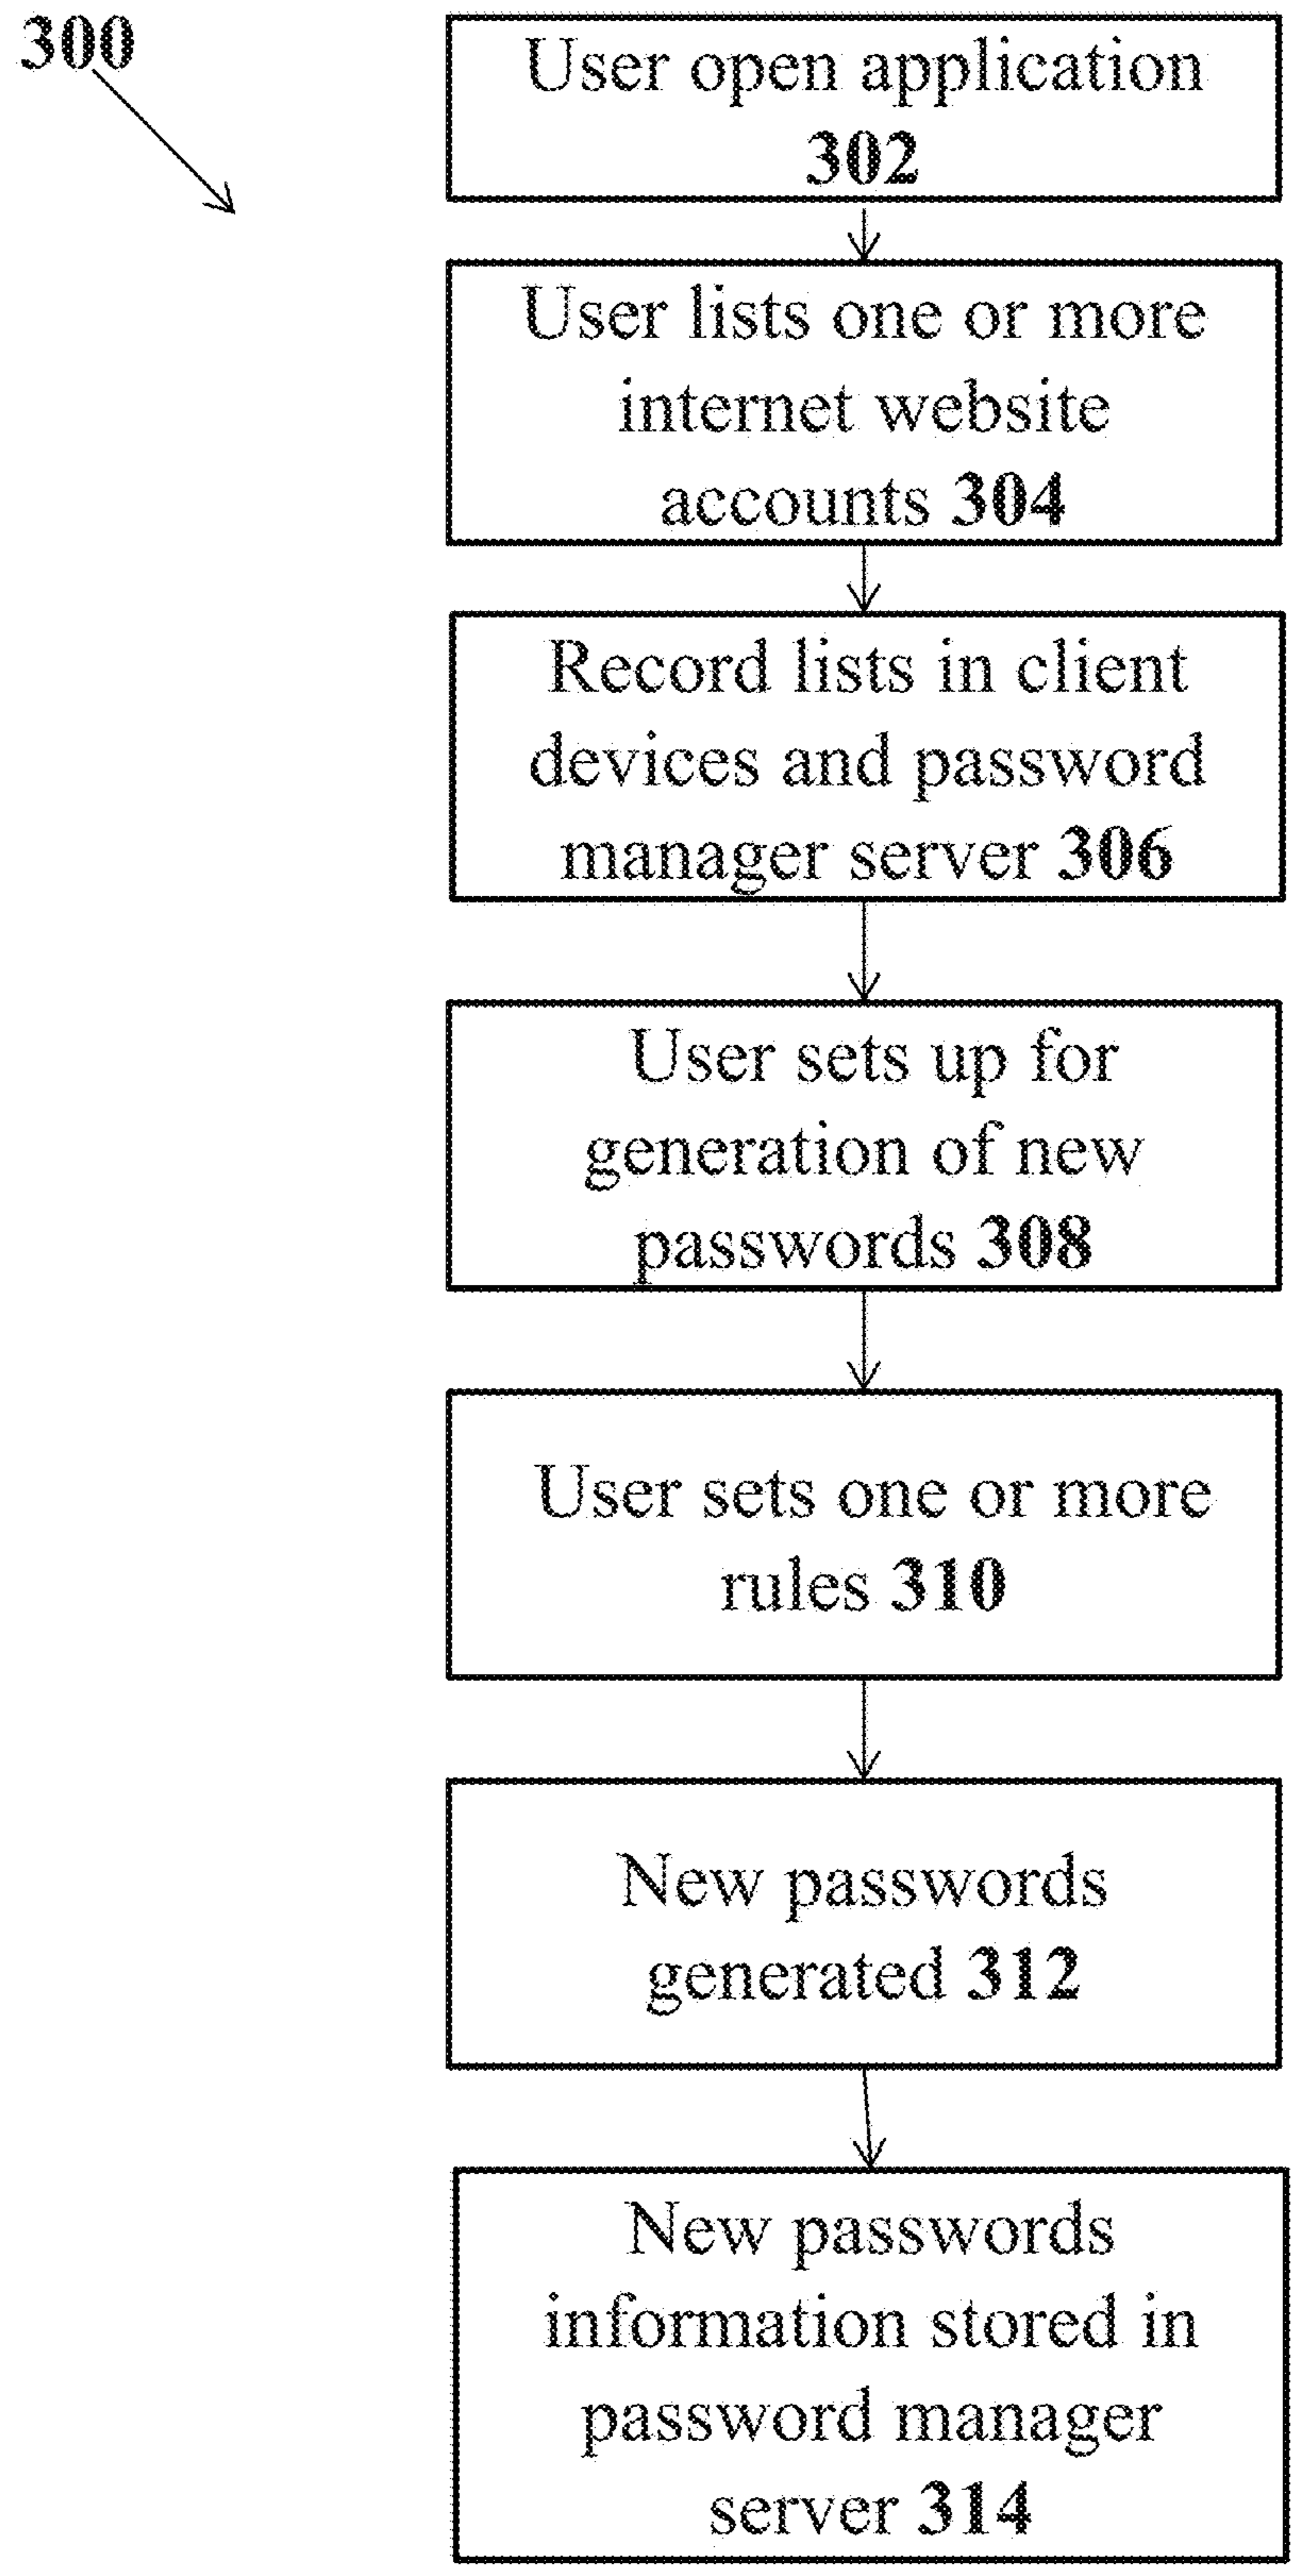 300
User open application
302
User lists one or more
internet website
accounts 304
Record lists in client
devices and password
manager server 306
User sets up for
generation of new
passwords 308
User sets one or more
rules 310
New passwords
generated 312
New passwords
information stored in
password manager
server 314